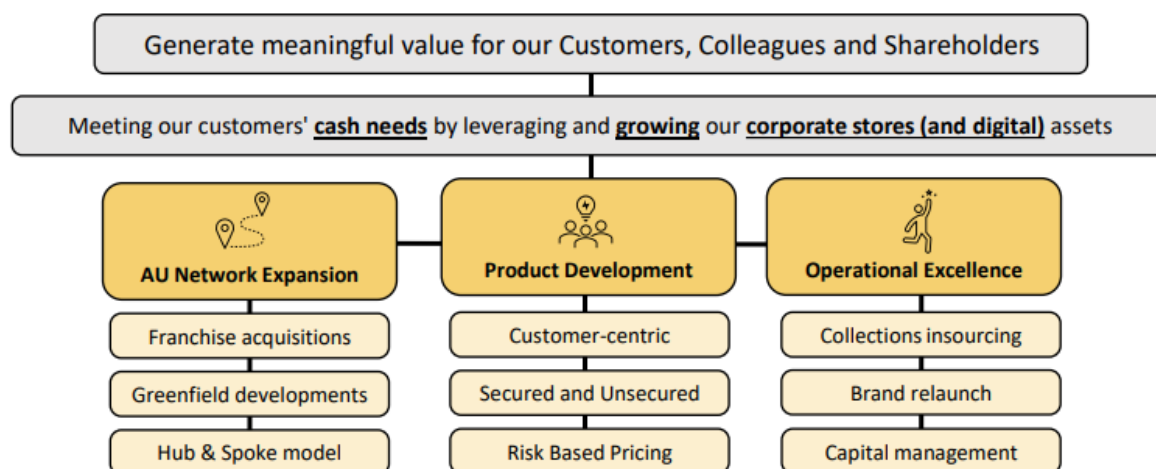 Generate meaningful value for our Customers, Colleagues and Shareholders
Meeting our customers' cash needs by leveraging and growing our corporate stores (and digital) assets
AU Network Expansion
Franchise acquisitions
Greenfield developments
Hub & Spoke model
Product Development
Customer-centric
Secured and Unsecured
Risk Based Pricing
Operational Excellence
Collections insourcing
Brand relaunch
Capital management